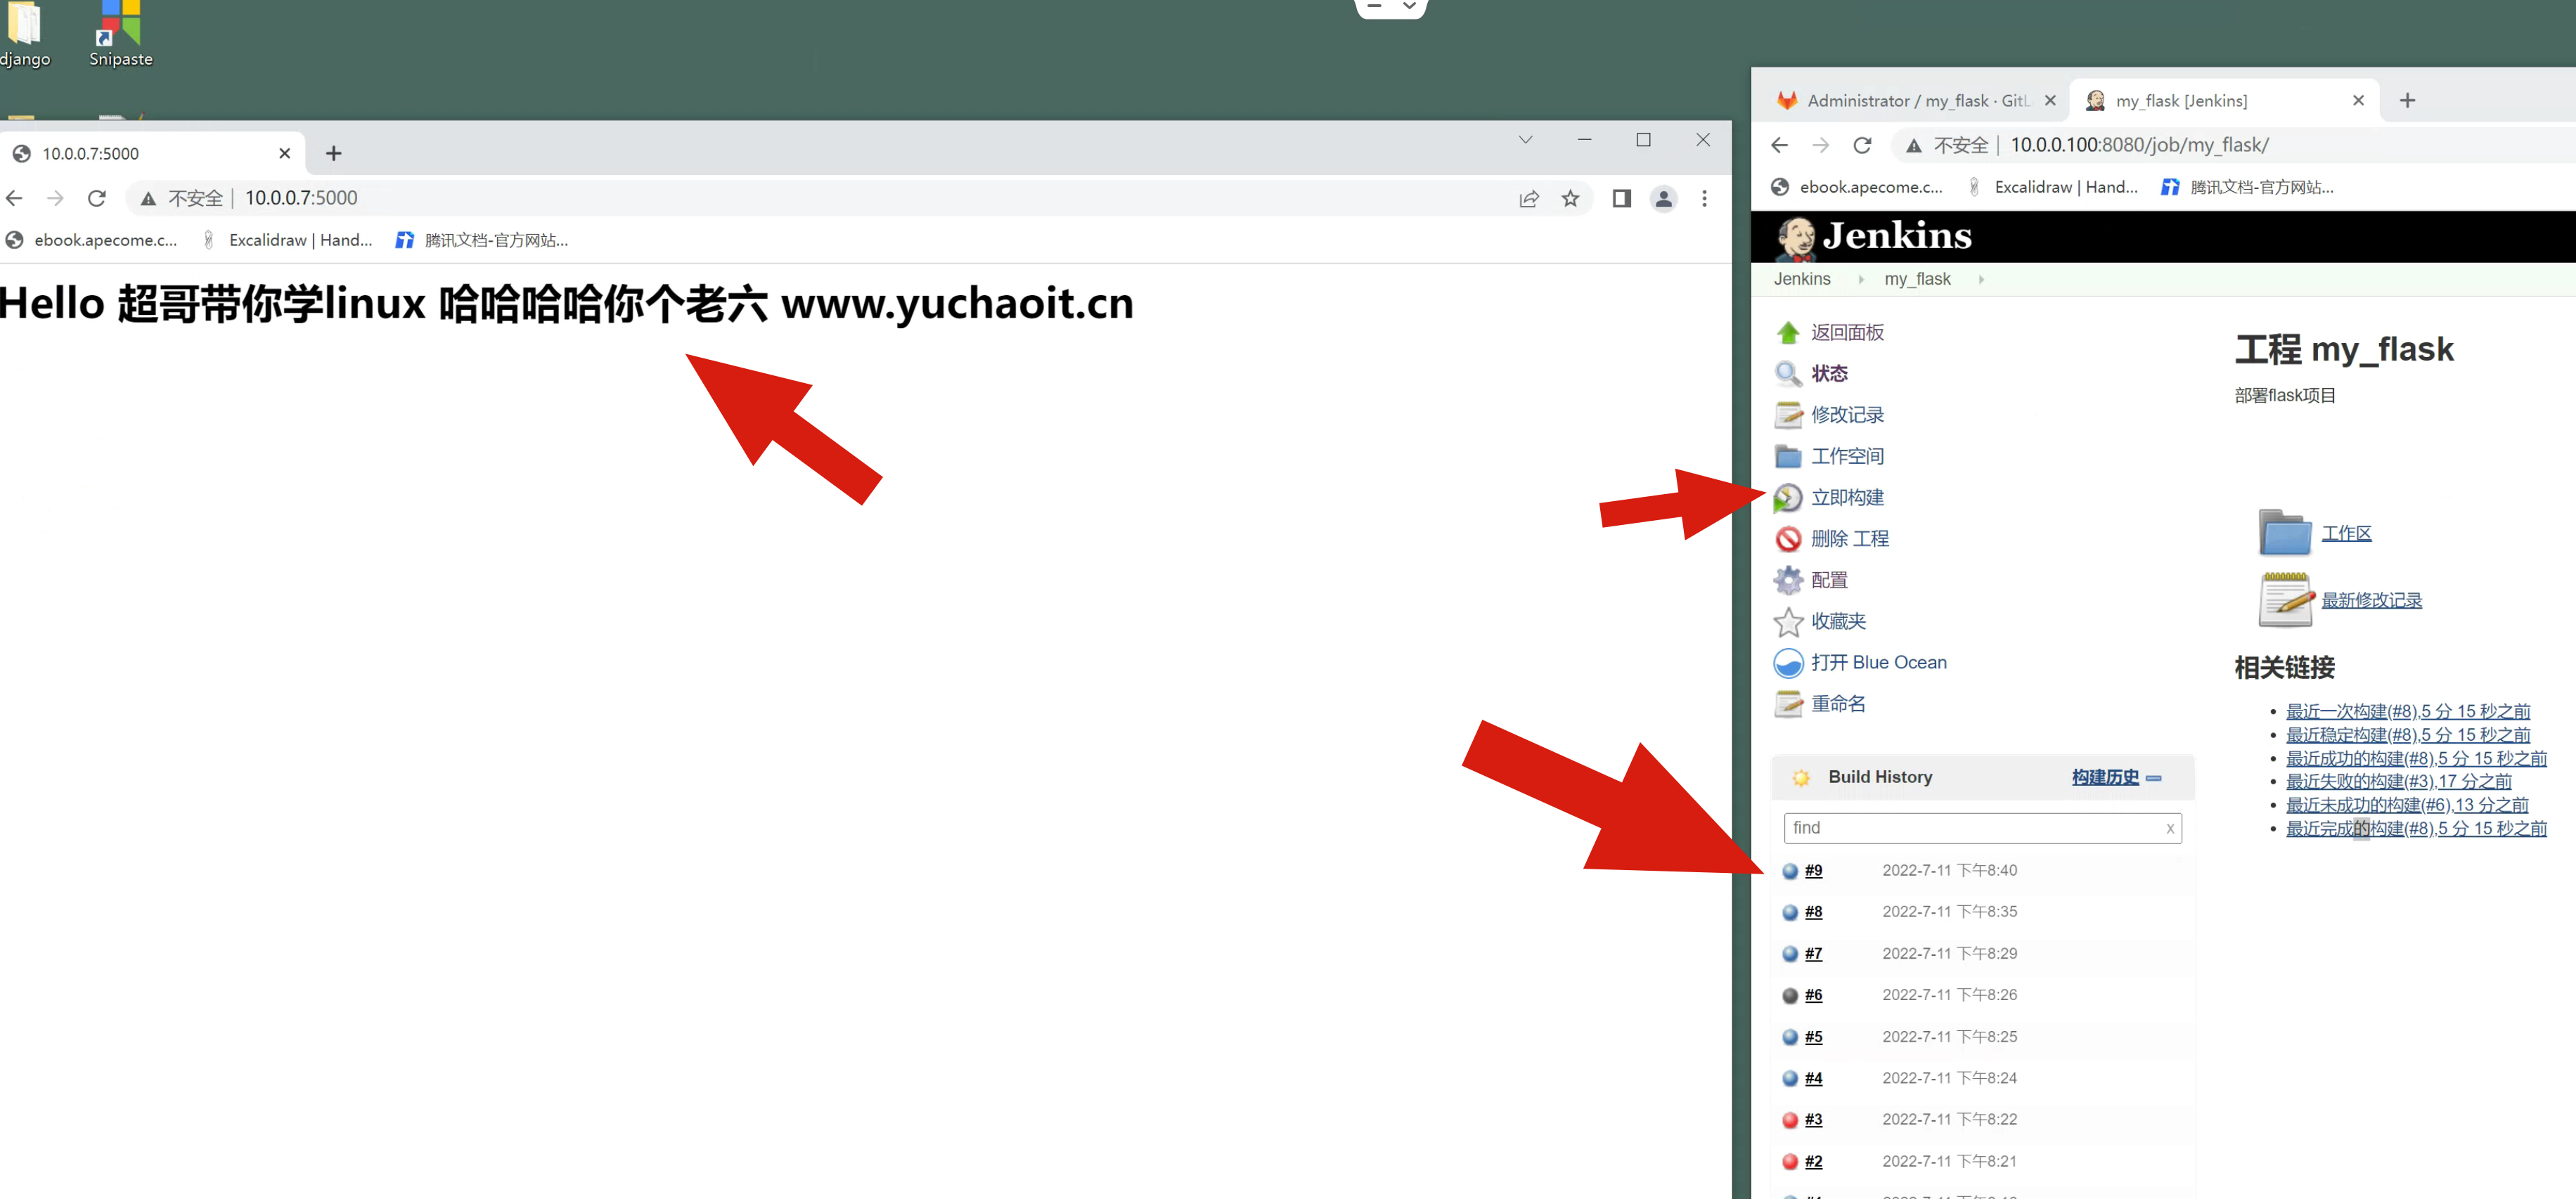 django
Snipaste
10.0.0.7:5000
不安全 | 10.0.0.7:5000
ebook.apecome.c...
Excalidraw | Hand...
腾讯文档-官方网站...
Hello 超哥带你学linux 哈哈哈哈你个老六 www.yuchaoit.cn
Administrator / my_flask · GitL
my_flask [Jenkins]
不安全 | 10.0.0.100:8080/job/my_flask/
ebook.apecome.c...
Excalidraw | Hand...
腾讯文档-官方网站...
Jenkins
Jenkins
my_flask
返回面板
状态
修改记录
工作空间
立即构建
删除 工程
配置
收藏夹
打开 Blue Ocean
重命名
Build History
构建历史
find
x
#9 2022-7-11 下午8:40
#8 2022-7-11 下午8:35
#7 2022-7-11 下午8:29
#6 2022-7-11 下午8:26
#5 2022-7-11 下午8:25
#4 2022-7-11 下午8:24
#3 2022-7-11 下午8:22
#2 2022-7-11 下午8:21
工程 my_flask
部署flask项目
工作区
最新修改记录
相关链接
最近一次构建(#8),5 分 15 秒之前
最近稳定构建(#8),5 分 15 秒之前
最近成功的构建(#8),5 分 15 秒之前
最近失败的构建(#3),17 分之前
最近未成功的构建(#6),13 分之前
最近完成的构建(#8),5 分 15 秒之前